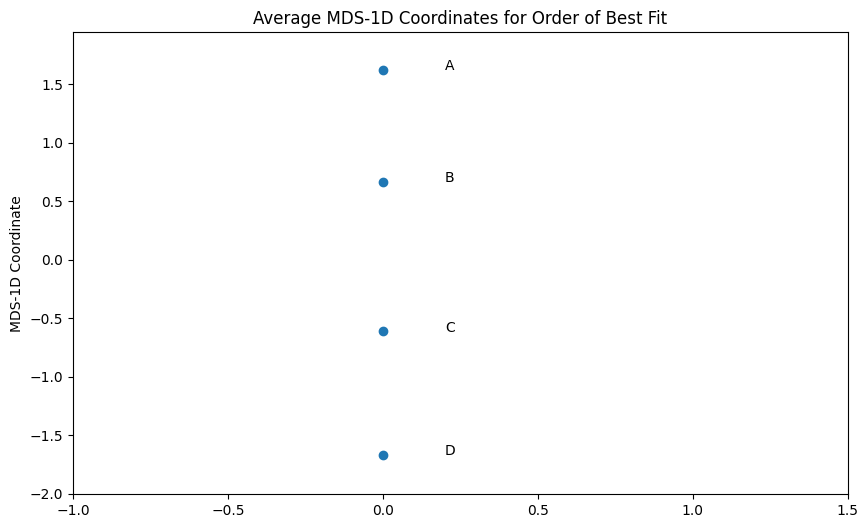 Average MDS-1D Coordinates for Order of Best Fit
MDS-1D Coordinate
1.5
1.0
0.5
0.0
−0.5
−1.0
−1.5
−2.0
A
B
C
D
−1.0
−0.5
0.0
0.5
1.0
1.5